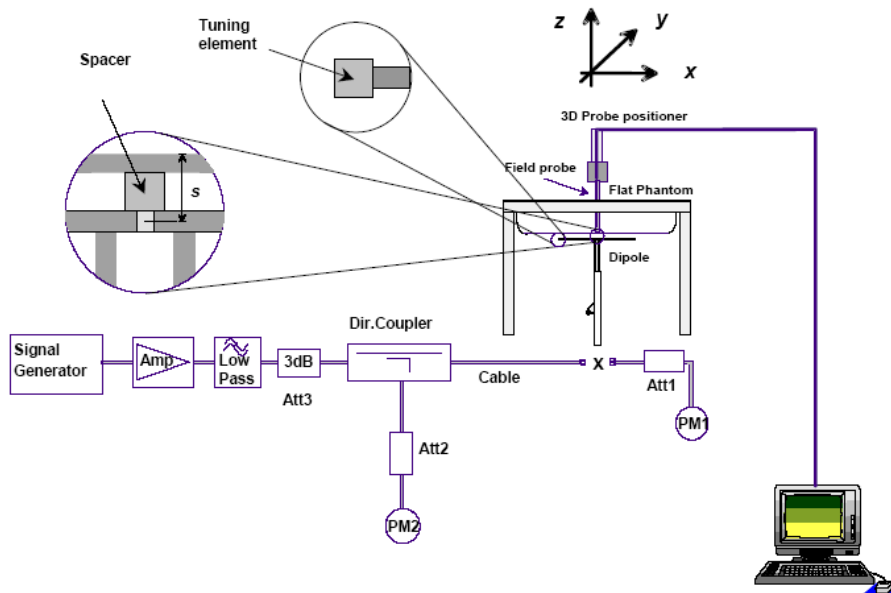 Tuning
element
Spacer
s
z
y
x
3D Probe positioner
Field probe
Flat Phantom
Dipole
Dir.Coupler
Signal
Generator
Amp
Low
Pass
3dB
Att3
Cable
x
Att1
PM1
Att2
PM2